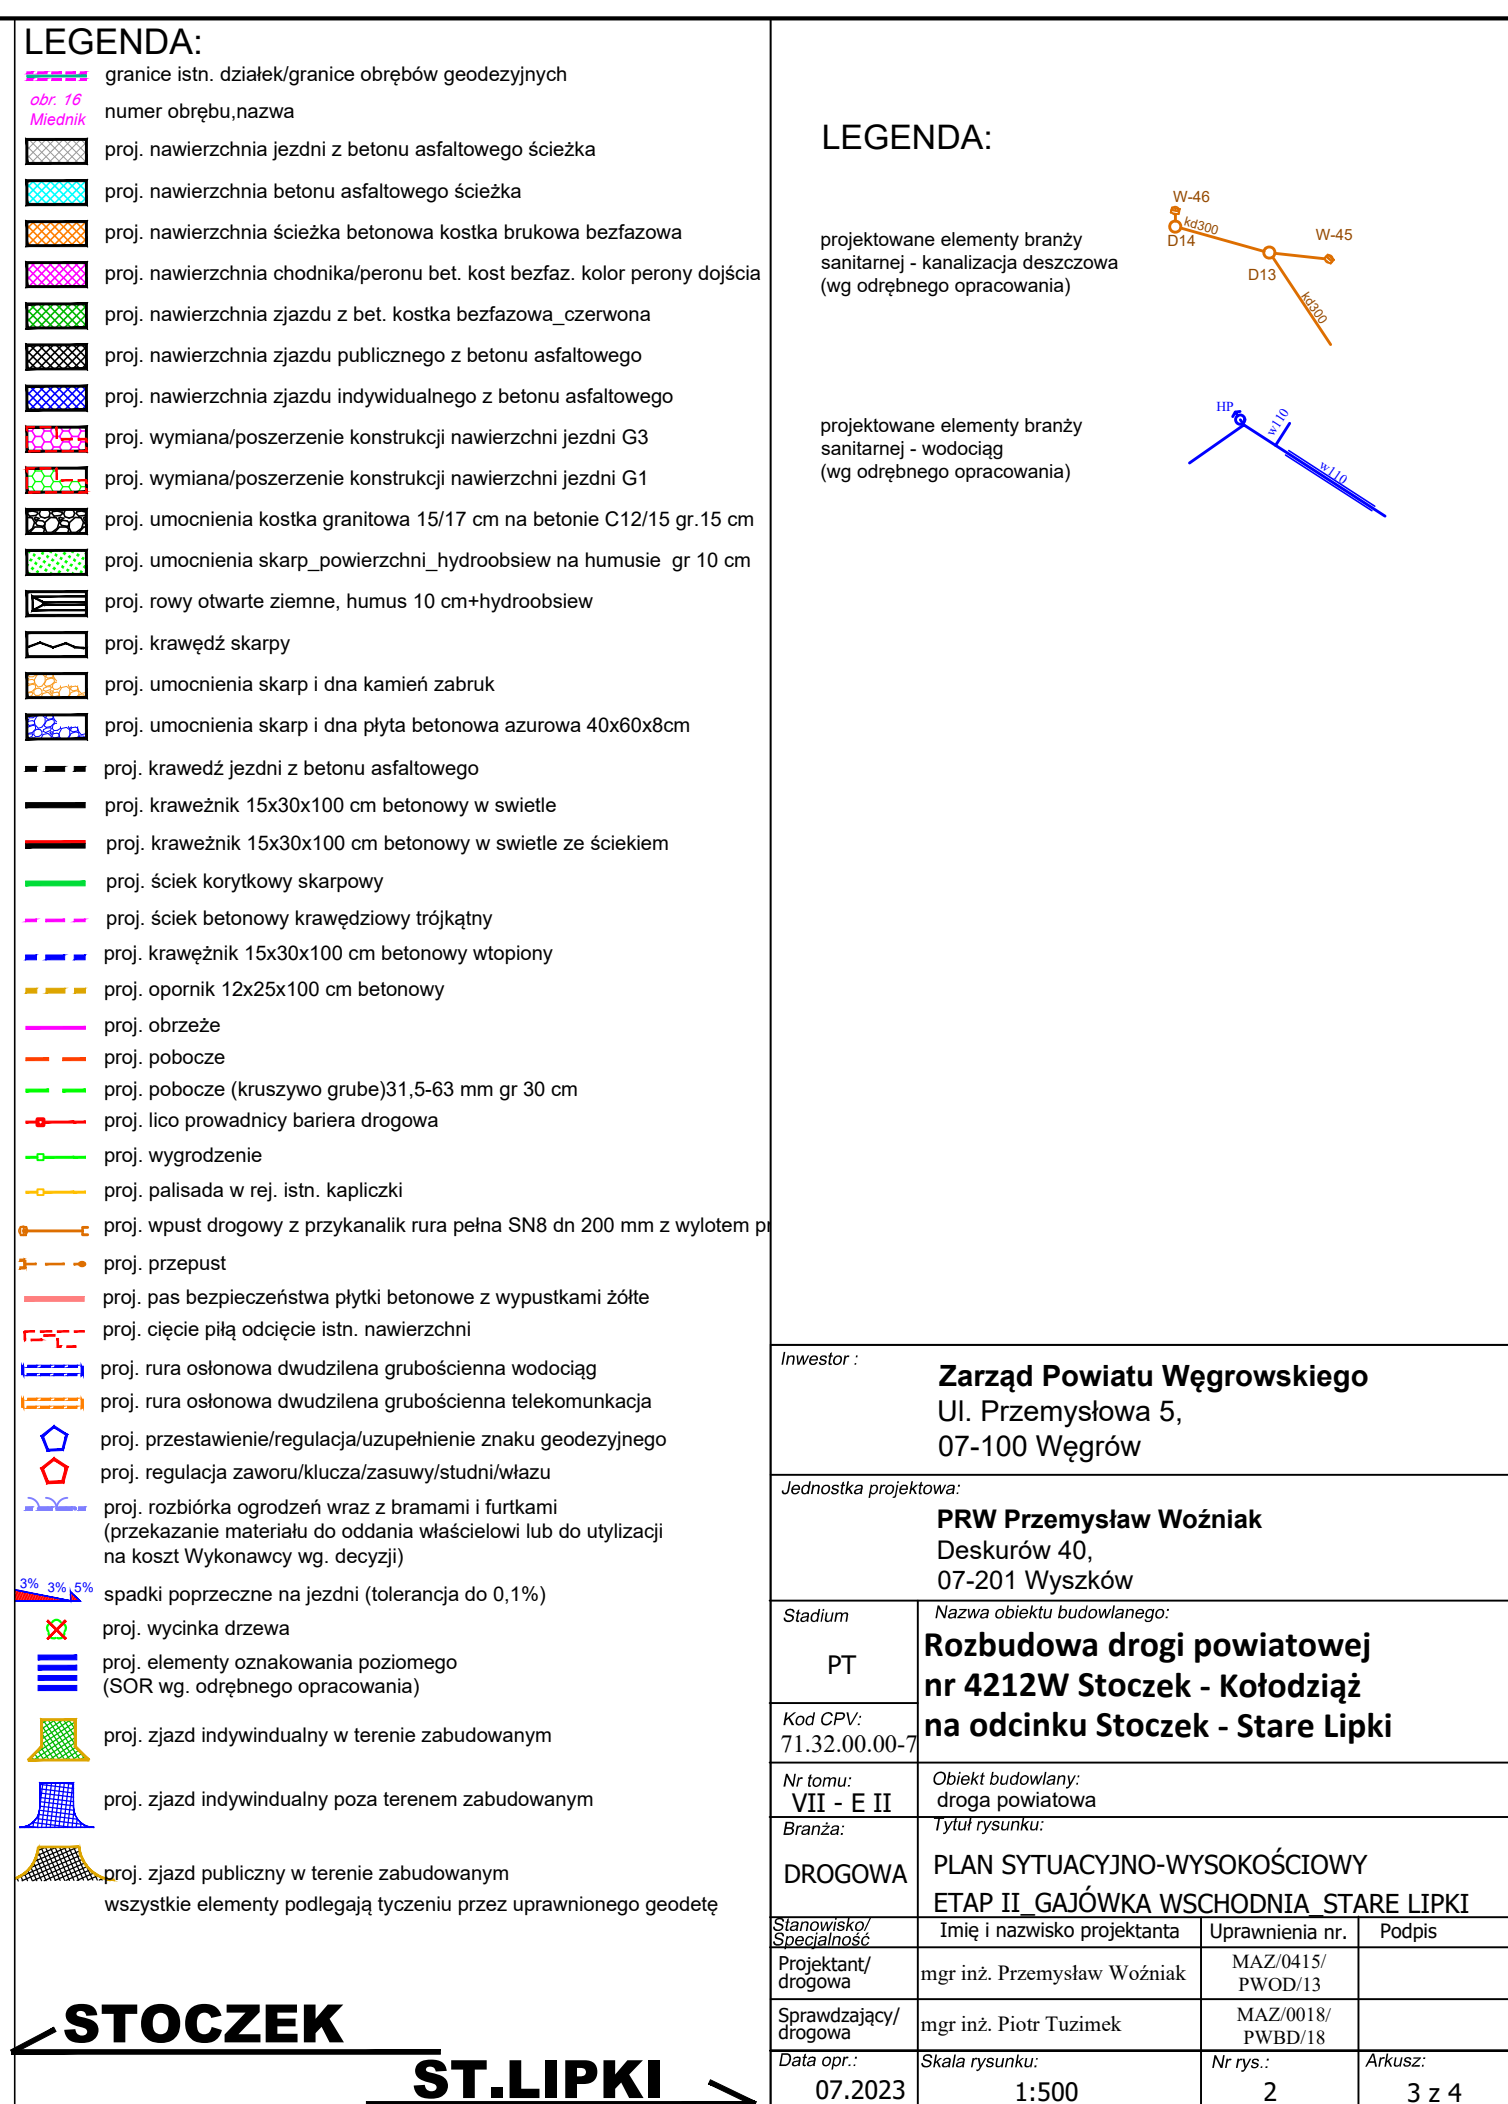 LEGENDA:
granice istn. działek/granice obrębów geodezyjnych
obr. 16
Miednik
numer obrębu,nazwa
proj. nawierzchnia jezdni z betonu asfaltowego ścieżka
proj. nawierzchnia betonu asfaltowego ścieżka
proj. nawierzchnia ścieżka betonowa kostka brukowa bezfazowa
proj. nawierzchnia chodnika/peronu bet. kost bezfaz. kolor perony dojścia
proj. nawierzchnia zjazdu z bet. kostka bezfazowa_czerwona
proj. nawierzchnia zjazdu publicznego z betonu asfaltowego
proj. nawierzchnia zjazdu indywidualnego z betonu asfaltowego
proj. wymiana/poszerzenie konstrukcji nawierzchni jezdni G3
proj. wymiana/poszerzenie konstrukcji nawierzchni jezdni G1
proj. umocnienia kostka granitowa 15/17 cm na betonie C12/15 gr.15 cm
proj. umocnienia skarp_powierzchni_hydroobsiew na humusie gr 10 cm
proj. rowy otwarte ziemne, humus 10 cm+hydroobsiew
proj. krawędź skarpy
proj. umocnienia skarp i dna kamień zabruk
proj. umocnienia skarp i dna płyta betonowa azurowa 40x60x8cm
proj. krawedź jezdni z betonu asfaltowego
proj. kraweżnik 15x30x100 cm betonowy w swietle
proj. kraweżnik 15x30x100 cm betonowy w swietle ze ściekiem
proj. ściek korytkowy skarpowy
proj. ściek betonowy krawędziowy trójkątny
proj. krawężnik 15x30x100 cm betonowy wtopiony
proj. opornik 12x25x100 cm betonowy
proj. obrzeże
proj. pobocze
proj. pobocze (kruszywo grube)31,5-63 mm gr 30 cm
proj. lico prowadnicy bariera drogowa
proj. wygrodzenie
proj. palisada w rej. istn. kapliczki
proj. wpust drogowy z przykanalik rura pełna SN8 dn 200 mm z wylotem pr
proj. przepust
proj. pas bezpieczeństwa płytki betonowe z wypustkami żółte
proj. cięcie piłą odcięcie istn. nawierzchni
proj. rura osłonowa dwudzilena grubościenna wodociąg
proj. rura osłonowa dwudzilena grubościenna telekomunkacja
proj. przestawienie/regulacja/uzupełnienie znaku geodezyjnego
proj. regulacja zaworu/klucza/zasuwy/studni/włazu
proj. rozbiórka ogrodzeń wraz z bramami i furtkami
(przekazanie materiału do oddania właścielowi lub do utylizacji
na koszt Wykonawcy wg. decyzji)
3% 3% 5%
spadki poprzeczne na jezdni (tolerancja do 0,1%)
proj. wycinka drzewa
proj. elementy oznakowania poziomego
(SOR wg. odrębnego opracowania)
proj. zjazd indywindualny w terenie zabudowanym
proj. zjazd indywindualny poza terenem zabudowanym
proj. zjazd publiczny w terenie zabudowanym
wszystkie elementy podlegają tyczeniu przez uprawnionego geodetę
STOCZEK
ST.LIPKI
LEGENDA:
projektowane elementy branży
sanitarnej - kanalizacja deszczowa
(wg odrębnego opracowania)
W-46
kd300
D14
W-45
D13
kd300
projektowane elementy branży
sanitarnej - wodociąg
(wg odrębnego opracowania)
HP
w110
w110
Inwestor :
Zarząd Powiatu Węgrowskiego
Ul. Przemysłowa 5,
07-100 Węgrów
Jednostka projektowa:
PRW Przemysław Woźniak
Deskurów 40,
07-201 Wyszków
Stadium
PT
Nazwa obiektu budowlanego:
Rozbudowa drogi powiatowej
nr 4212W Stoczek - Kołodziąż
na odcinku Stoczek - Stare Lipki
Kod CPV:
71.32.00.00-7
Nr tomu:
VII - E II
Obiekt budowlany:
droga powiatowa
Branża:
DROGOWA
Tytuł rysunku:
PLAN SYTUACYJNO-WYSOKOŚCIOWY
ETAP II_GAJÓWKA WSCHODNIA_STARE LIPKI
Stanowisko/
Specjalność
Imię i nazwisko projektanta
Uprawnienia nr.
Podpis
Projektant/
drogowa
mgr inż. Przemysław Woźniak
MAZ/0415/
PWOD/13
Sprawdzający/
drogowa
mgr inż. Piotr Tuzimek
MAZ/0018/
PWBD/18
Data opr.:
07.2023
Skala rysunku:
1:500
Nr rys.:
2
Arkusz:
3 z 4